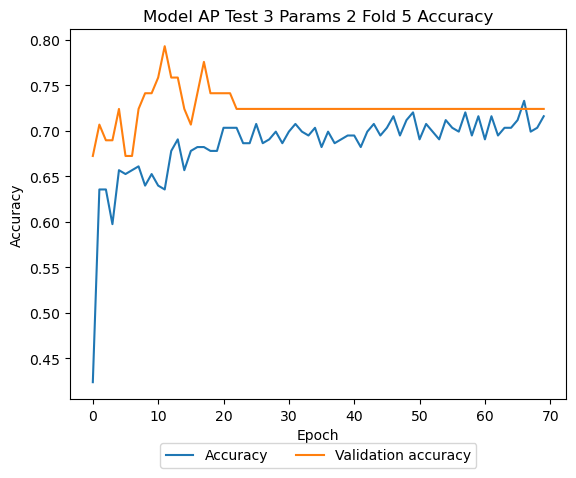 Model AP Test 3 Params 2 Fold 5 Accuracy
0.80
0.75
0.70
0.65
0.60
0.55
0.50
0.45
Accuracy
0 10 20 30 40 50 60 70
Epoch
Accuracy Validation accuracy